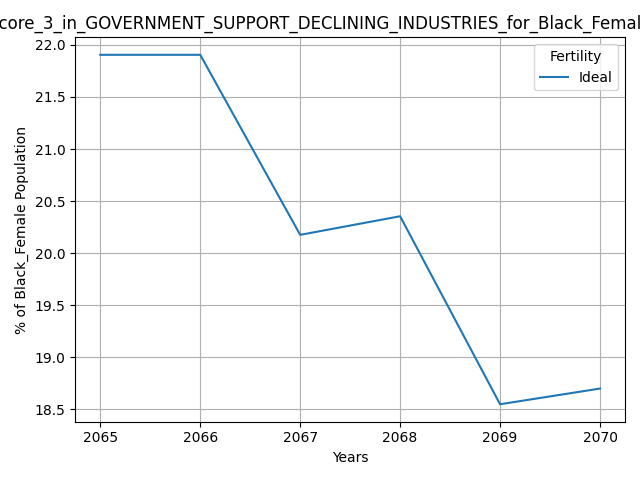 core_3_in_GOVERNMENT_SUPPORT_DECLINING_INDUSTRIES_for_Black_Femal
Fertility
Ideal
% of Black_Female Population
22.0
21.5
21.0
20.5
20.0
19.5
19.0
18.5
2065 2066 2067 2068 2069 2070
Years